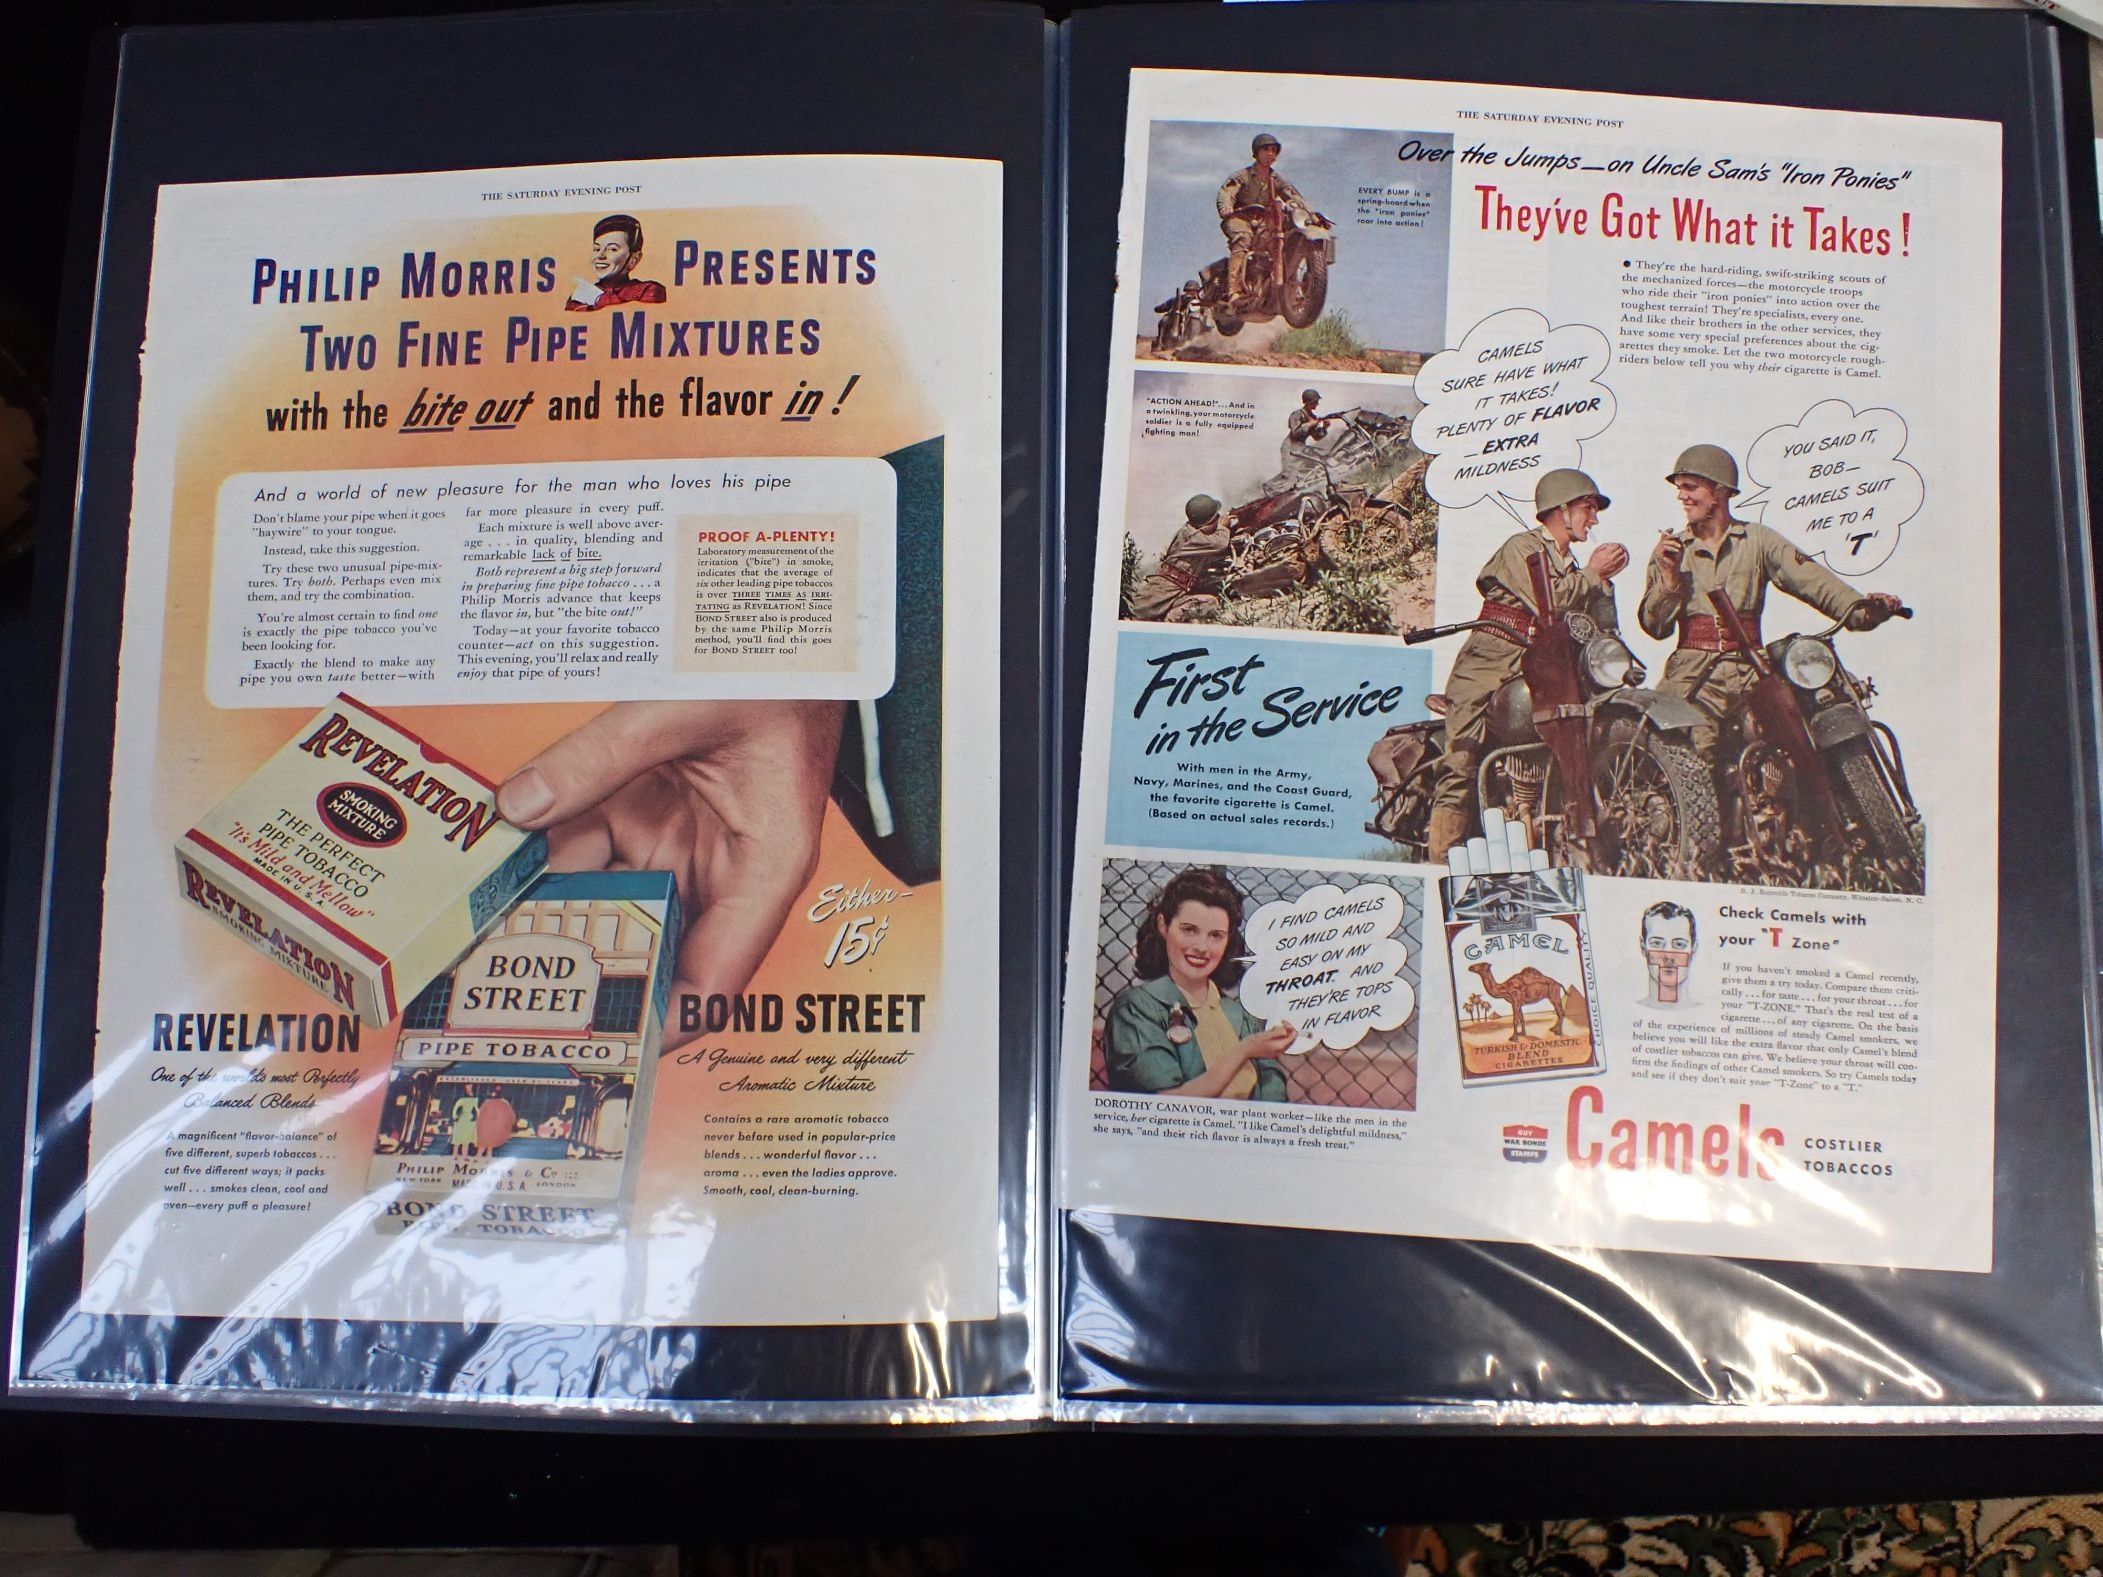 THE SATURDAY EVENING POST
PHILIP MORRIS PRESENTS
TWO FINE PIPE MIXTURES
with the bite out and the flavor in!
And a world of new pleasure for the man who loves his pipe
Don't blame your pipe when it goes
"haywire" to your tongue.
Instead, take this suggestion.
Try these two unusual pipe-mix-
tures. Try both. Perhaps even mix
them, and try the combination.
You're almost certain to find one
is exactly the pipe tobacco you've
been looking for.
Exactly the blend to make any
pipe you own taste better—with
far more pleasure in every puff.
Each mixture is well above aver-
age . . . in quality, blending and
remarkable lack of bite.
Both represent a big step forward
in preparing fine pipe tobacco . . . a
Philip Morris advance that keeps
the flavor in, but "the bite out!"
Today—at your favorite tobacco
counter—act on this suggestion.
This evening, you'll relax and really
enjoy that pipe of yours!
PROOF A-PLENTY!
Laboratory measurement of the
irritation ("bite") in smoke,
indicates that the average of
six other leading pipe tobaccos
is over THREE TIMES AS IRRI-
TATING as REVELATION! Since
BOND STREET also is produced
by the same Philip Morris
method, you'll find this goes
for BOND STREET too!
REVELATION
SMOKING
MIXTURE
THE PERFECT
PIPE TOBACCO
"It's Mild and Mellow"
MADE IN U.S.A.
REVELATION
SMOKING MIXTURE
BOND
STREET
PIPE TOBACCO
PHILIP MORRIS & Co
NEW YORK MADE IN U.S.A. LONDON
BOND STREET
PIPE TOBACCO
Either—
15¢
REVELATION
One of the world's most Perfectly
Balanced Blends
A magnificent "flavor-balance" of
five different, superb tobaccos . . .
cut five different ways; it packs
well . . . smokes clean, cool and
even—every puff a pleasure!
BOND STREET
A Genuine and very different
Aromatic Mixture
Contains a rare aromatic tobacco
never before used in popular-price
blends . . . wonderful flavor . . .
aroma . . . even the ladies approve.
Smooth, cool, clean-burning.
THE SATURDAY EVENING POST
Over the Jumps—on Uncle Sam's "Iron Ponies"
They've Got What it Takes!
EVERY BUMP is a
spring-board when
the "iron ponies"
roar into action!
• They're the hard-riding, swift-striking scouts of
the mechanized forces—the motorcycle troops
who ride their "iron ponies" into action over the
toughest terrain! They're specialists, every one.
And like their brothers in the other services, they
have some very special preferences about the cig-
arettes they smoke. Let the two motorcycle rough-
riders below tell you why their cigarette is Camel.
"ACTION AHEAD!"...And in
a twinkling, your motorcycle
soldier is a fully equipped
fighting man!
CAMELS
SURE HAVE WHAT
IT TAKES!
PLENTY OF FLAVOR
—EXTRA
MILDNESS
YOU SAID IT,
BOB—
CAMELS SUIT
ME TO A
'T'
First
in the Service
With men in the Army,
Navy, Marines, and the Coast Guard,
the favorite cigarette is Camel.
(Based on actual sales records.)
R. J. Reynolds Tobacco Company, Winston-Salem, N. C.
I FIND CAMELS
SO MILD AND
EASY ON MY
THROAT. AND
THEY'RE TOPS
IN FLAVOR
DOROTHY CANAVOR, war plant worker—like the men in the
service, her cigarette is Camel. "I like Camel's delightful mildness,"
she says, "and their rich flavor is always a fresh treat."
CAMEL
TURKISH & DOMESTIC
BLEND
CIGARETTES
CHOICE QUALITY
Check Camels with
your "T Zone"
If you haven't smoked a Camel recently,
give them a try today. Compare them criti-
cally . . . for taste . . . for your throat . . . for
your "T-ZONE." That's the real test of a
cigarette . . . of any cigarette. On the basis
of the experience of millions of steady Camel smokers, we
believe you will like the extra flavor that only Camel's blend
of costlier tobaccos can give. We believe your throat will con-
firm the findings of other Camel smokers. So try Camels today
and see if they don't suit your "T-Zone" to a "T."
BUY
WAR BONDS
STAMPS
Camels
COSTLIER
TOBACCOS